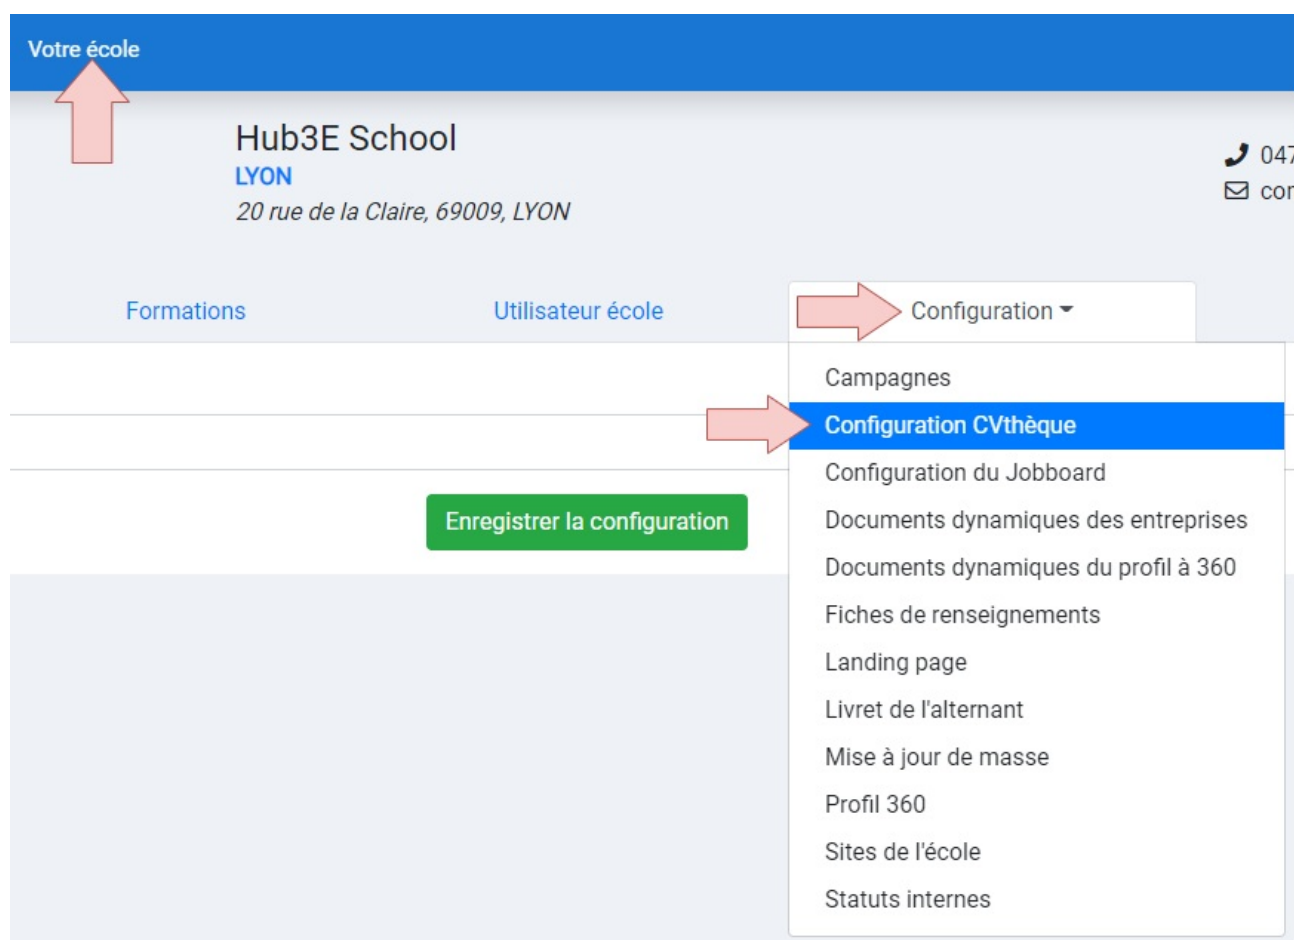 Votre école
Hub3E School
LYON
20 rue de la Claire, 69009, LYON
047
cor
Formations
Utilisateur école
Configuration
Campagnes
Configuration CVthèque
Configuration du Jobboard
Enregistrer la configuration
Documents dynamiques des entreprises
Documents dynamiques du profil à 360
Fiches de renseignements
Landing page
Livret de l'alternant
Mise à jour de masse
Profil 360
Sites de l'école
Statuts internes